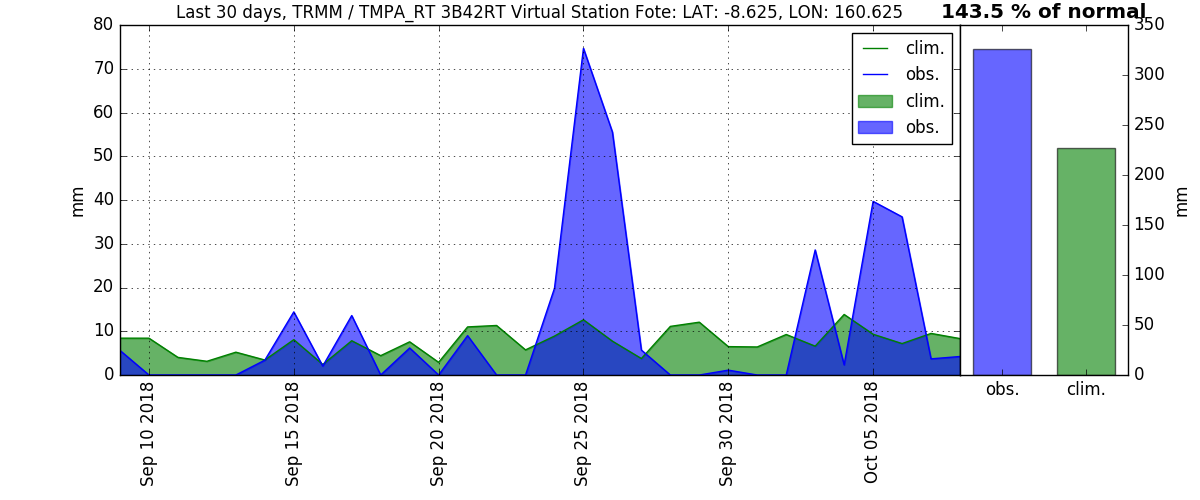 Last 30 days, TRMM / TMPA_RT 3B42RT Virtual Station Fote: LAT: -8.625, LON: 160.625
143.5 % of normal
80
70
60
50
40
30
20
10
0
mm
clim.
obs.
clim.
obs.
350
300
250
200
150
100
50
0
mm
Sep 10 2018
Sep 15 2018
Sep 20 2018
Sep 25 2018
Sep 30 2018
Oct 05 2018
obs.
clim.